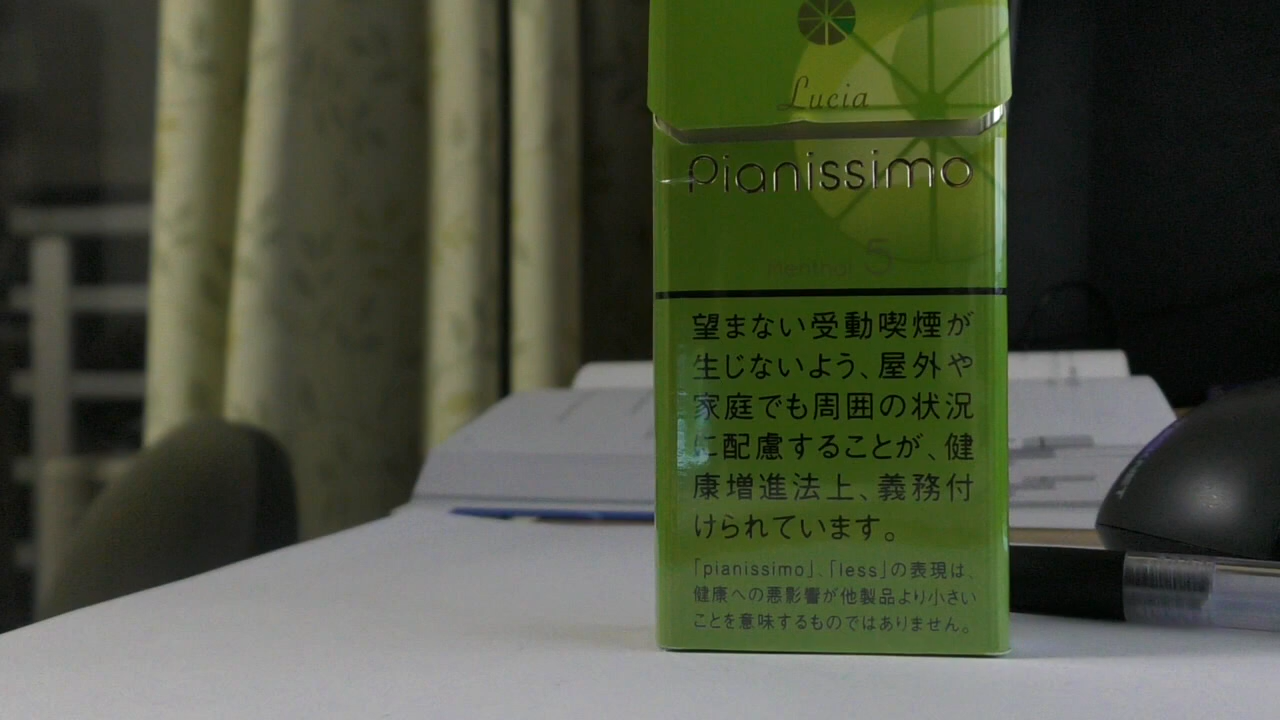 Lucia
pianissimo
Menthol 5
望まない受動喫煙が
生じないよう、屋外や
家庭でも周囲の状況
に配慮することが、健
康増進法上、義務付
けられています。
「pianissimo」、「less」の表現は、
健康への悪影響が他製品より小さい
ことを意味するものではありません。